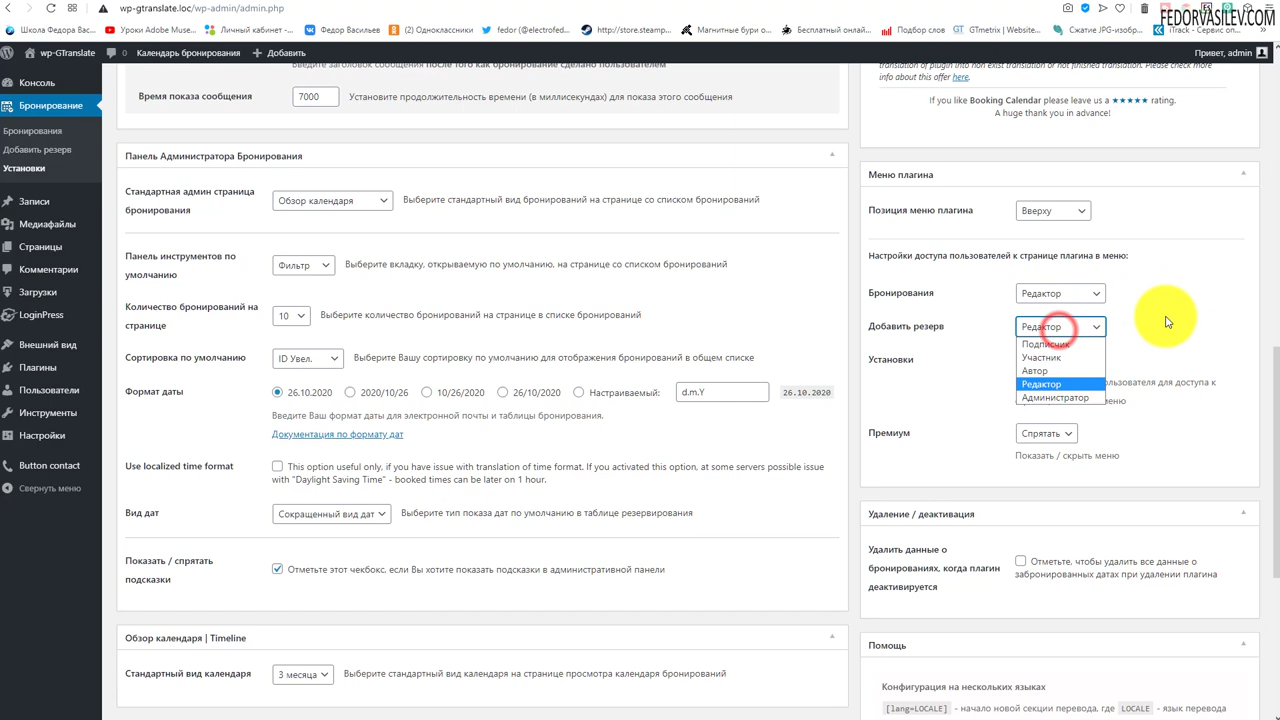 wp-gtranslate.loc/wp-admin/admin.php
FEDORVASILEV.COM
Школа Федора Вас... Уроки Adobe Muse... Личный кабинет -... Федор Васильев (2) Одноклассники fedor (@electrofed... http://store.steamp... Магнитные бури о... Бесплатный онлай... Подбор слов GTmetrix | Website... Сжатие JPG-изобр... iTrack - Сервис оп...
wp-GTranslate 0 Календарь бронирования Добавить Привет, admin
Консоль
Бронирование
Бронирования
Добавить резерв
Установки
Записи
Медиафайлы
Страницы
Комментарии
Загрузки
LoginPress
Внешний вид
Плагины
Пользователи
Инструменты
Настройки
Button contact
Свернуть меню
Введите заголовок сообщения после того как бронирование сделано пользователем
Время показа сообщения 7000 Установите продолжительность времени (в миллисекундах) для показа этого сообщения
Панель Администратора Бронирования
Стандартная админ страница бронирования Обзор календаря Выберите стандартный вид бронирований на странице со списком бронирований
Панель инструментов по умолчанию Фильтр Выберите вкладку, открываемую по умолчанию, на странице со списком бронирований
Количество бронирований на странице 10 Выберите количество бронирований на странице в списке бронирований
Сортировка по умолчанию ID Увел. Выберите Вашу сортировку по умолчанию для отображения бронирований в общем списке
Формат даты 26.10.2020 2020/10/26 10/26/2020 26/10/2020 Настраиваемый: d.m.Y 26.10.2020
Введите Ваш формат даты для электронной почты и таблицы бронирования.
Документация по формату дат
Use localized time format This option useful only, if you have issue with translation of time format. If you activated this option, at some servers possible issue
with "Daylight Saving Time" - booked times can be later on 1 hour.
Вид дат Сокращенный вид дат Выберите тип показа дат по умолчанию в таблице резервирования
Показать / спрятать подсказки Отметьте этот чекбокс, если Вы хотите показать подсказки в административной панели
Обзор календаря | Timeline
Стандартный вид календаря 3 месяца Выберите стандартный вид календаря на странице просмотра календаря бронирований
translation of plugin into non exist translation or not finished translation. Please check more
info about this offer here.
If you like Booking Calendar please leave us a ★★★★★ rating.
A huge thank you in advance!
Меню плагина
Позиция меню плагина Вверху
Настройки доступа пользователей к странице плагина в меню:
Бронирования Редактор
Добавить резерв Редактор
Подписчик
Участник
Автор
Редактор
Администратор
Установки
ользователя для доступа к
меню
Премиум Спрятать
Показать / скрыть меню
Удаление / деактивация
Удалить данные о бронированиях, когда плагин деактивируется
Отметьте, чтобы удалить все данные о
забронированных датах при удалении плагина
Помощь
Конфигурация на нескольких языках
[lang=LOCALE] - начало новой секции перевода, где LOCALE - язык перевода